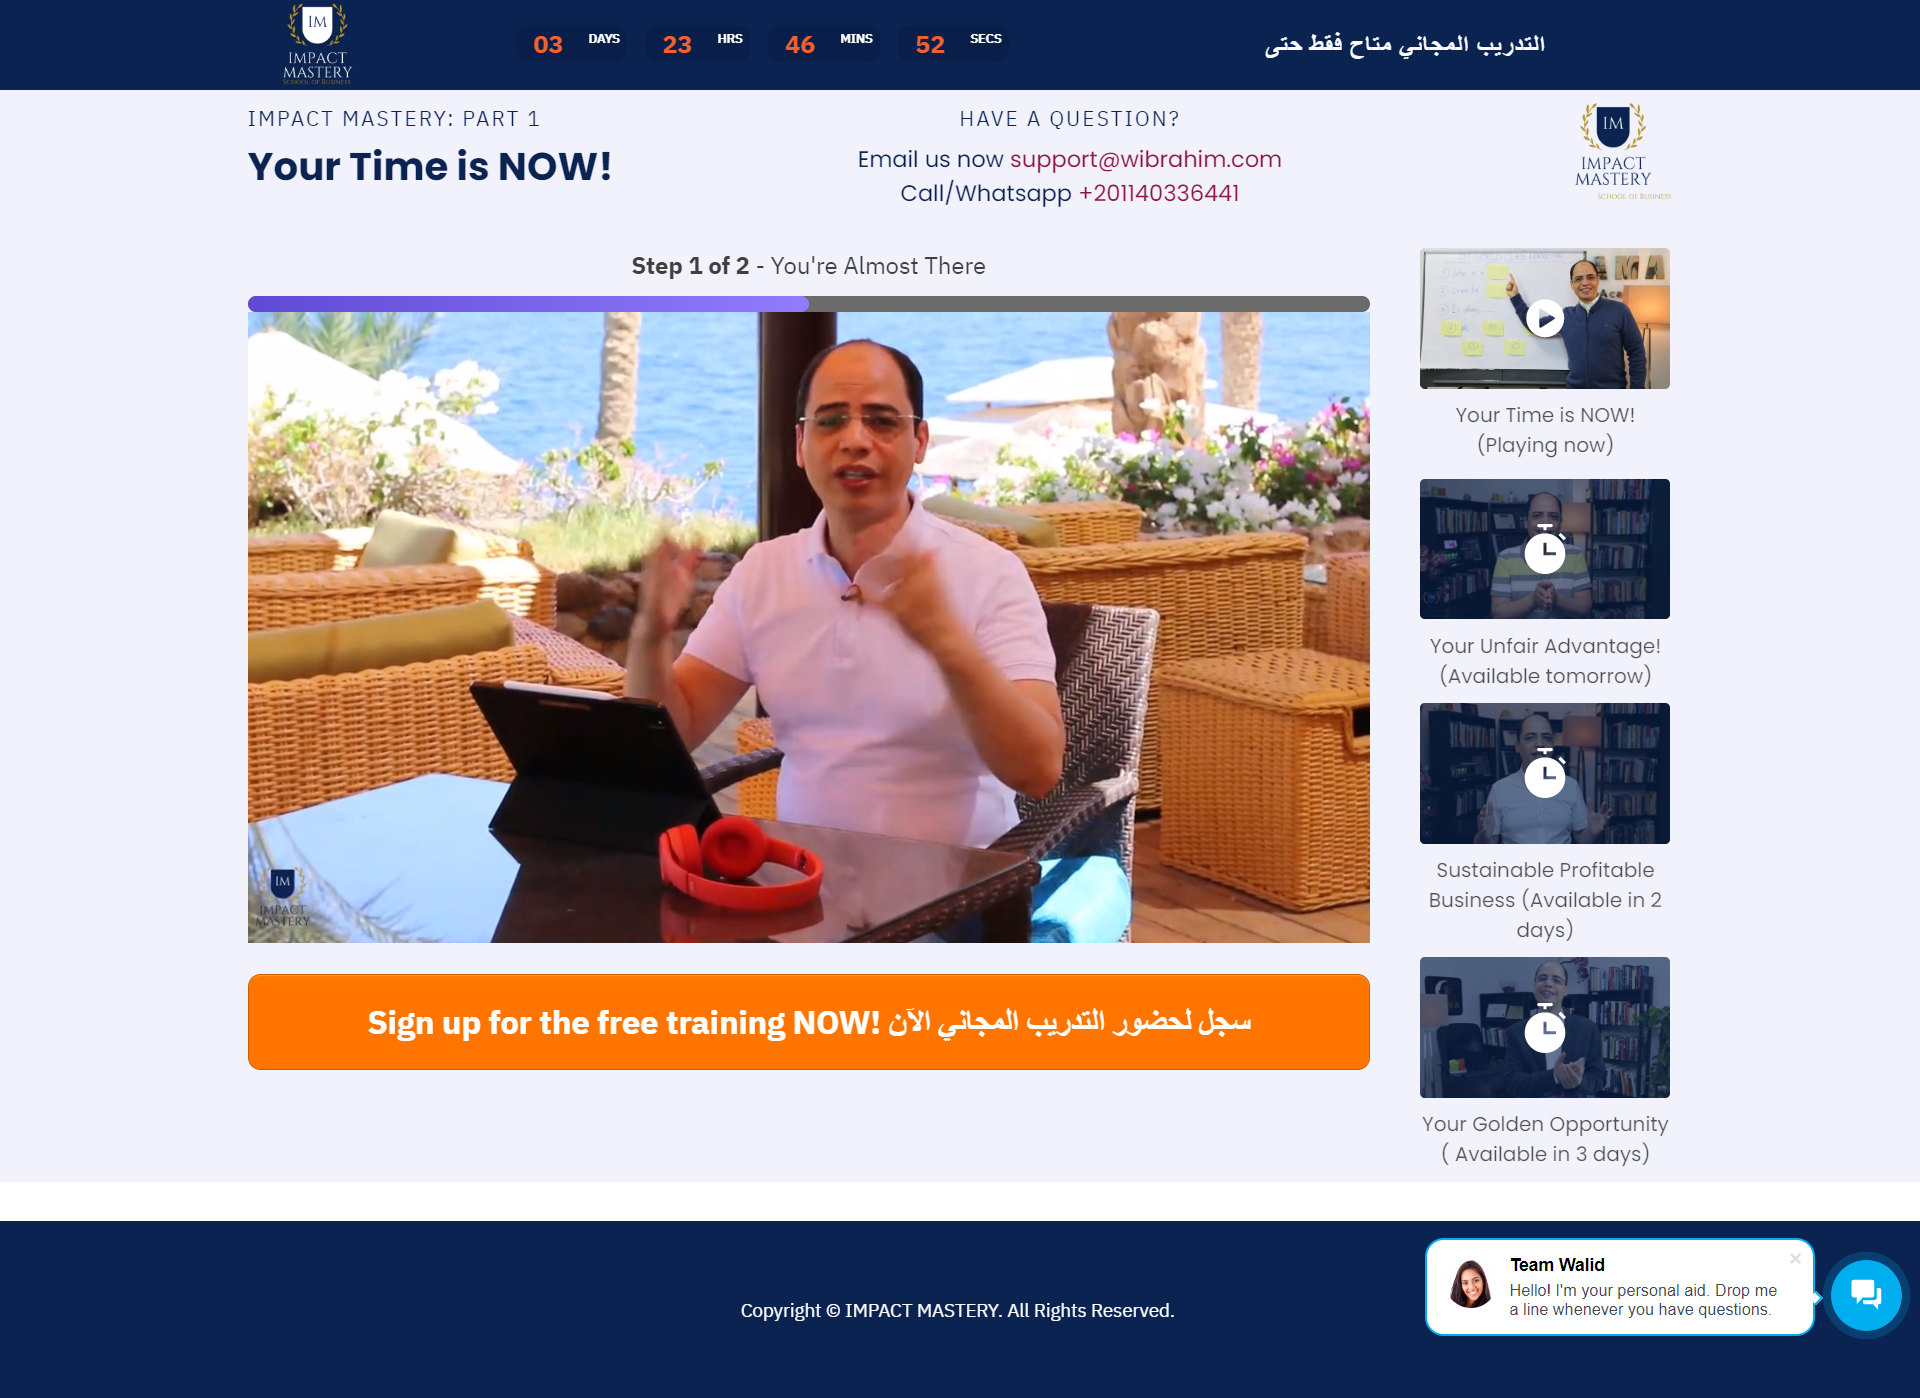 IM
IMPACT
MASTERY
SCHOOL OF BUSINESS
03 DAYS 23 HRS 46 MINS 52 SECS
التدريب المجاني متاح فقط حتى
IMPACT MASTERY: PART 1
Your Time is NOW!
HAVE A QUESTION?
Email us now support@wibrahim.com
Call/Whatsapp +201140336441
IM
IMPACT
MASTERY
SCHOOL OF BUSINESS
Step 1 of 2 - You're Almost There
IM
IMPACT
MASTERY
Sign up for the free training NOW! سجل لحضور التدريب المجاني الآن
Your Time is NOW!
(Playing now)
Your Unfair Advantage!
(Available tomorrow)
Sustainable Profitable
Business (Available in 2
days)
Your Golden Opportunity
( Available in 3 days)
Team Walid
Hello! I'm your personal aid. Drop me
a line whenever you have questions.
Copyright © IMPACT MASTERY. All Rights Reserved.